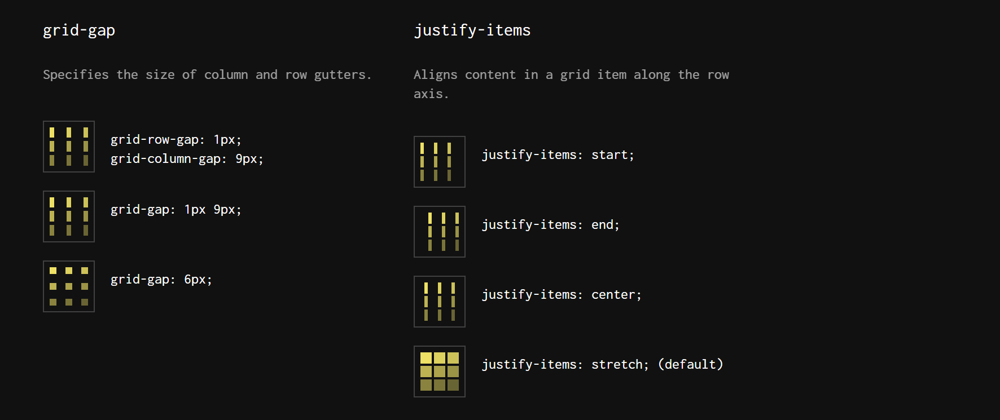 grid-gap
Specifies the size of column and row gutters.
grid-row-gap: 1px;
grid-column-gap: 9px;
grid-gap: 1px 9px;
grid-gap: 6px;
justify-items
Aligns content in a grid item along the row
axis.
justify-items: start;
justify-items: end;
justify-items: center;
justify-items: stretch; (default)